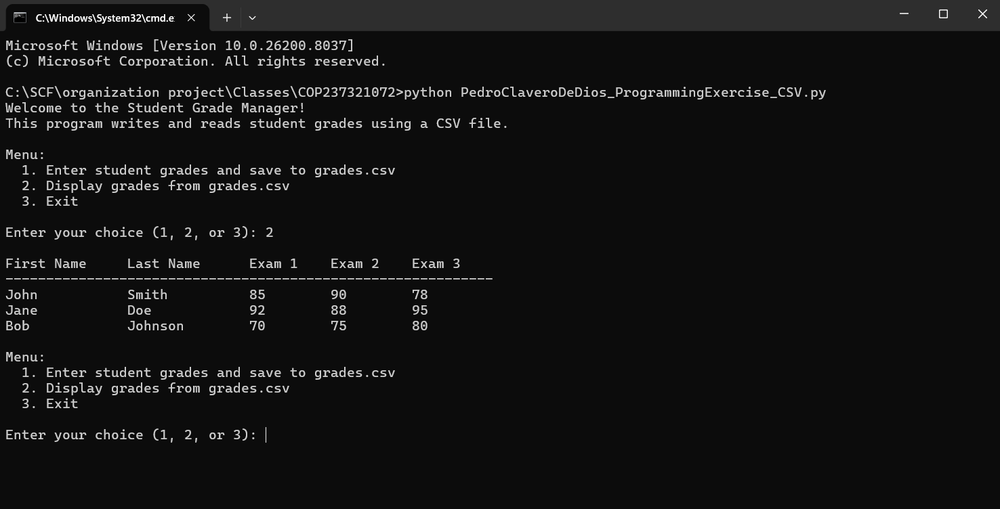 C:\Windows\System32\cmd.e
Microsoft Windows [Version 10.0.26200.8037]
(c) Microsoft Corporation. All rights reserved.
C:\SCF\organization project\Classes\COP237321072>python PedroClaveroDeDios_ProgrammingExercise_CSV.py
Welcome to the Student Grade Manager!
This program writes and reads student grades using a CSV file.
Menu:
  1. Enter student grades and save to grades.csv
  2. Display grades from grades.csv
  3. Exit
Enter your choice (1, 2, or 3): 2
First Name     Last Name      Exam 1    Exam 2    Exam 3
------------------------------------------------------------
John           Smith          85        90        78
Jane           Doe            92        88        95
Bob            Johnson        70        75        80
Menu:
  1. Enter student grades and save to grades.csv
  2. Display grades from grades.csv
  3. Exit
Enter your choice (1, 2, or 3):